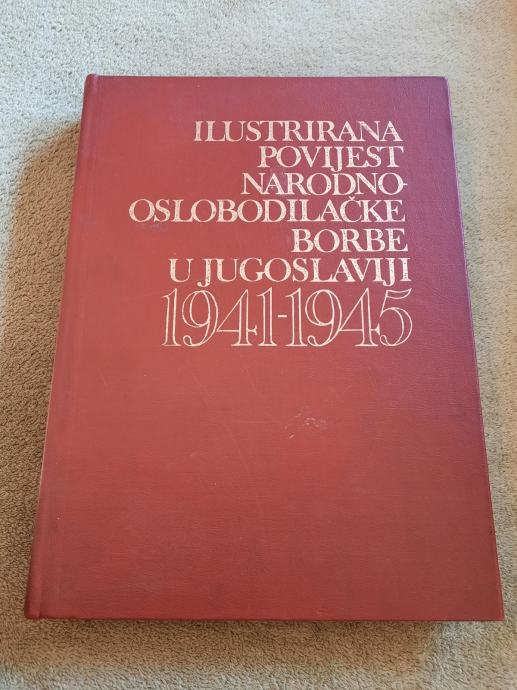 ILUSTRIRANA
POVIJEST
NARODNO-
OSLOBODILAČKE
BORBE
U JUGOSLAVIJI
1941-1945